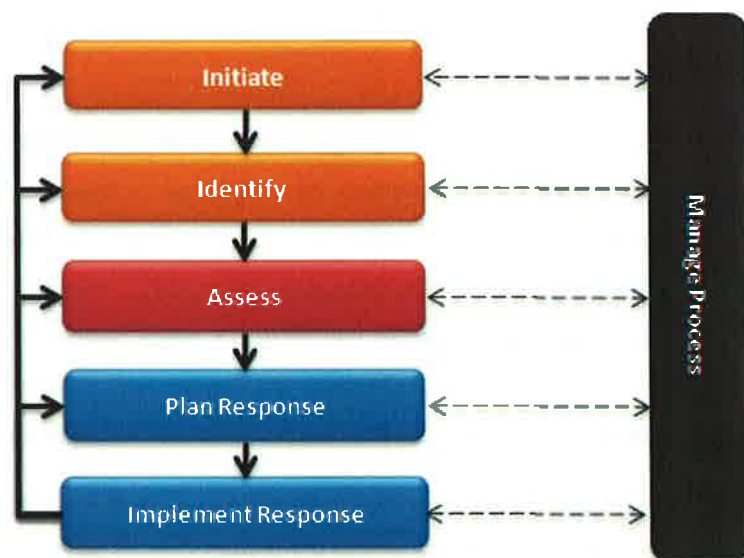 Initiate
Identify
Assess
Plan Response
Implement Response
Manage Process